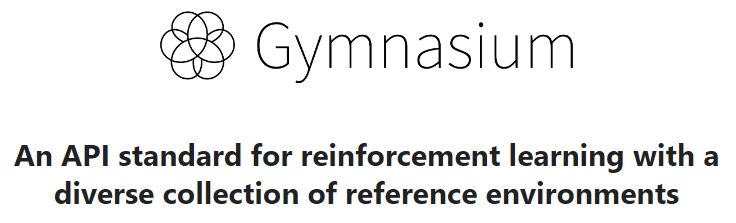 Gymnasium
An API standard for reinforcement learning with a
diverse collection of reference environments